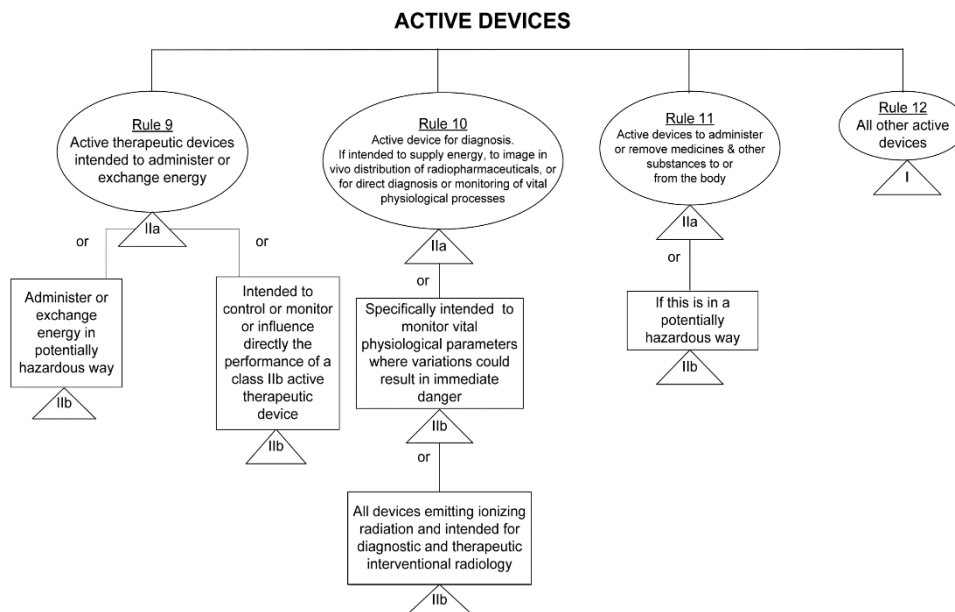 ACTIVE DEVICES
Rule 9
Active therapeutic devices
intended to administer or
exchange energy
IIa
or
or
Administer or
exchange
energy in
potentially
hazardous way
IIb
Intended to
control or monitor
or influence
directly the
performance of a
class IIb active
therapeutic
device
IIb
Rule 10
Active device for diagnosis.
If intended to supply energy, to image in
vivo distribution of radiopharmaceuticals, or
for direct diagnosis or monitoring of vital
physiological processes
IIa
or
Specifically intended to
monitor vital
physiological parameters
where variations could
result in immediate
danger
IIb
or
All devices emitting ionizing
radiation and intended for
diagnostic and therapeutic
interventional radiology
IIb
Rule 11
Active devices to administer
or remove medicines & other
substances to or
from the body
IIa
or
If this is in a
potentially
hazardous way
IIb
Rule 12
All other active
devices
I